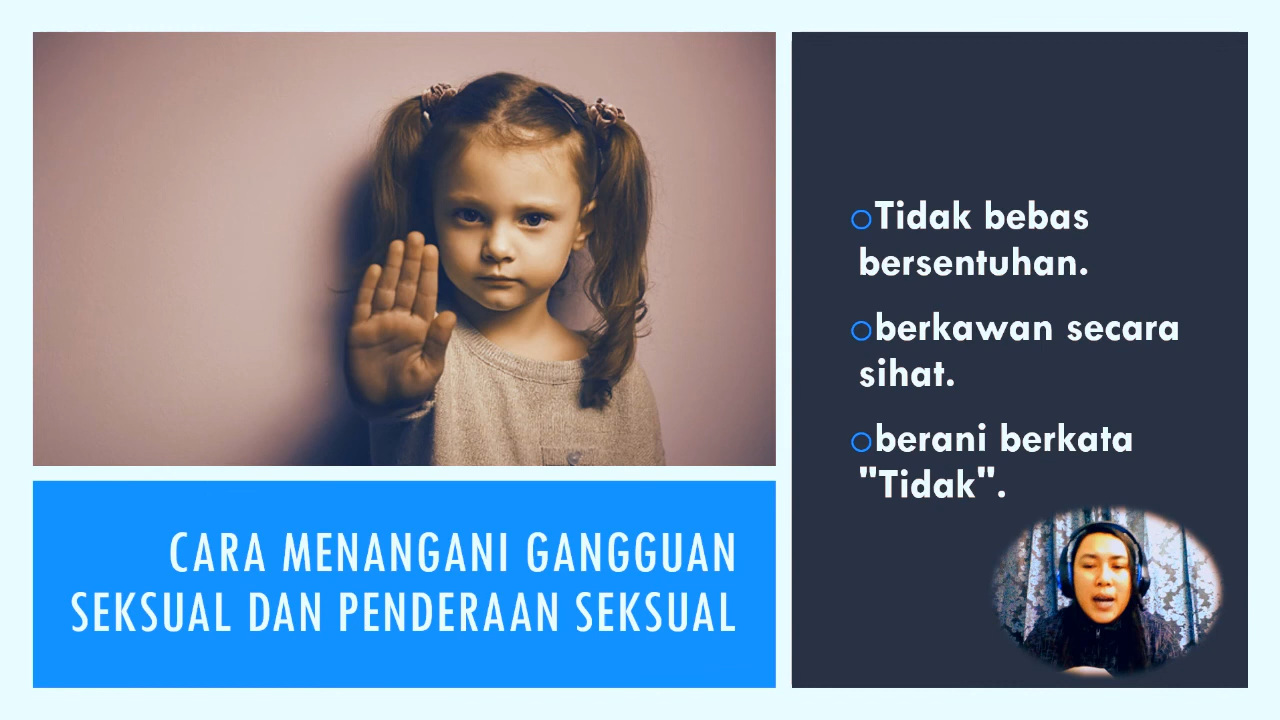 CARA MENANGANI GANGGUAN
SEKSUAL DAN PENDERAAN SEKSUAL
Tidak bebas
bersentuhan.
berkawan secara
sihat.
berani berkata
"Tidak".